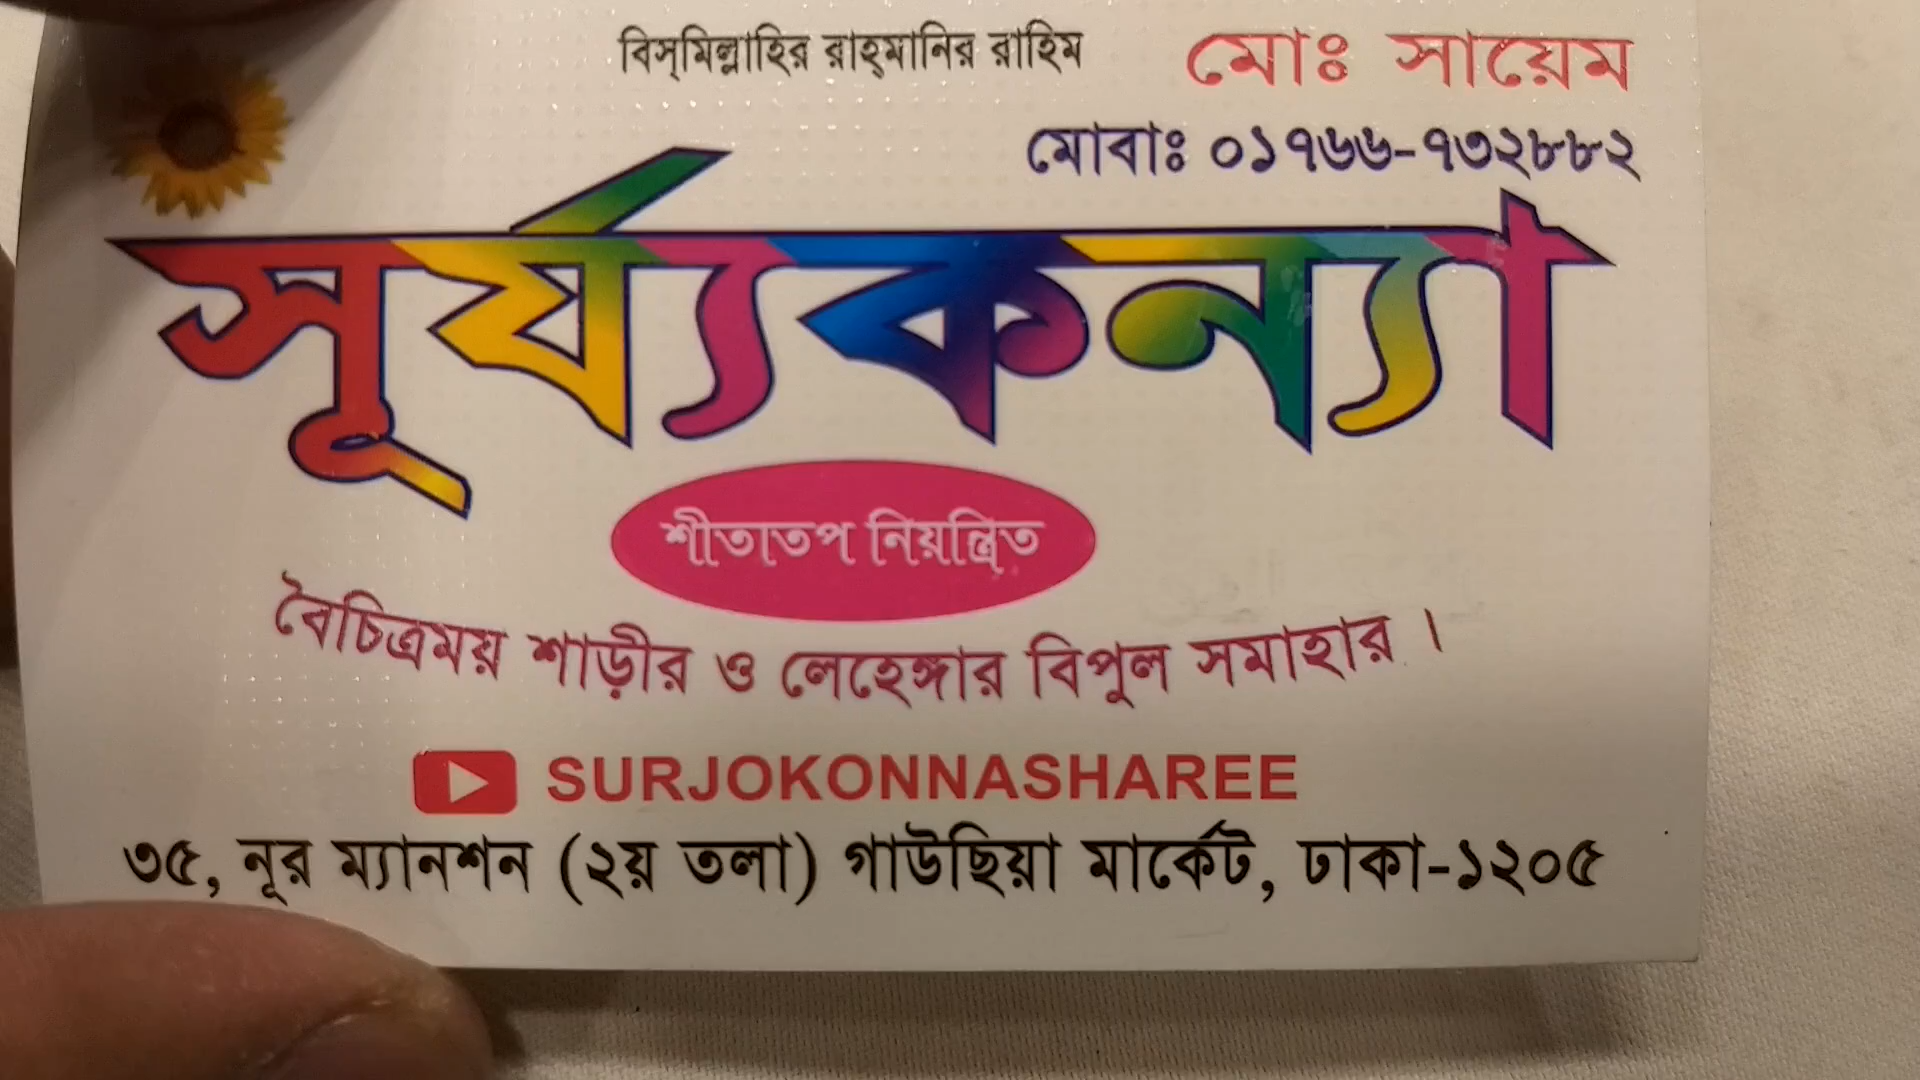 বিস্‌মিল্লাহির রাহ্‌মানির রাহিম
মোঃ সায়েম
মোবাঃ ০১৭৬৬-৭৩২৮৮২
সূর্য্যকন্যা
শীতাতপ নিয়ন্ত্রিত
বৈচিত্রময় শাড়ীর ও লেহেঙ্গার বিপুল সমাহার ।
SURJOKONNASHAREE
৩৫, নূর ম্যানশন (২য় তলা) গাউছিয়া মার্কেট, ঢাকা-১২০৫